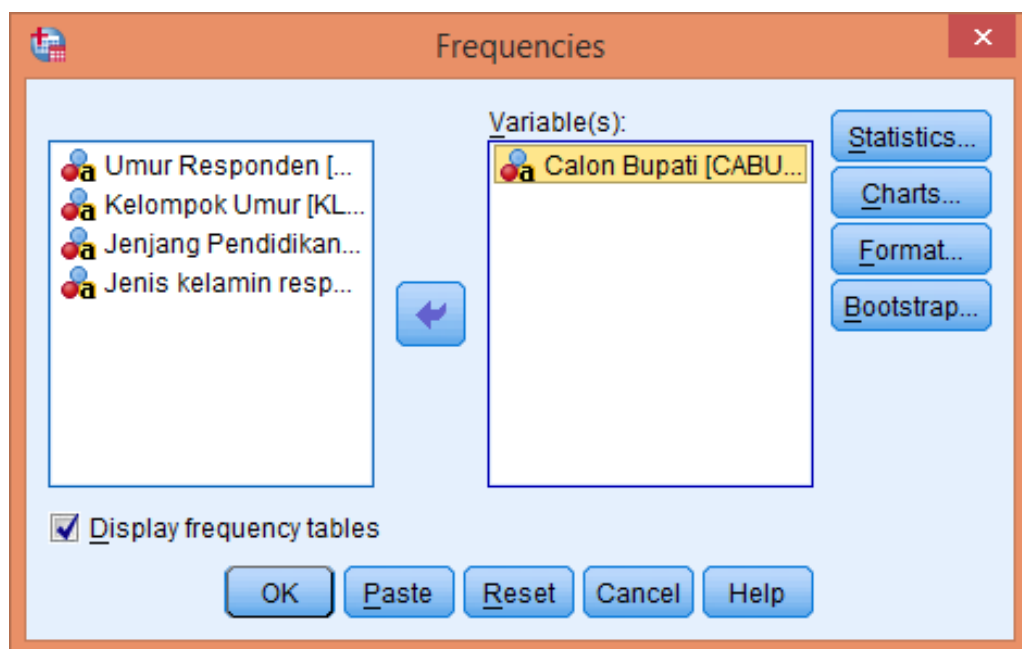 Frequencies
Variable(s):
Umur Responden [...
Kelompok Umur [KL...
Jenjang Pendidikan...
Jenis kelamin resp...
Calon Bupati [CABU...
Statistics...
Charts...
Format...
Bootstrap...
Display frequency tables
OK Paste Reset Cancel Help